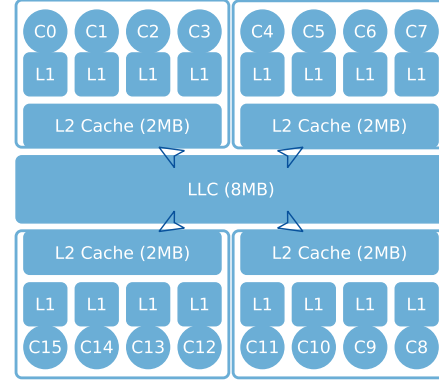 C0 C1 C2 C3 C4 C5 C6 C7
L1 L1 L1 L1 L1 L1 L1 L1
L2 Cache (2MB) L2 Cache (2MB)
LLC (8MB)
L2 Cache (2MB) L2 Cache (2MB)
L1 L1 L1 L1 L1 L1 L1 L1
C15 C14 C13 C12 C11 C10 C9 C8